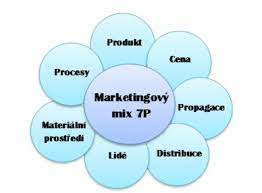 Produkt
Cena
Propagace
Distribuce
Lidé
Materiální
prostředí
Procesy
Marketingový
mix 7P